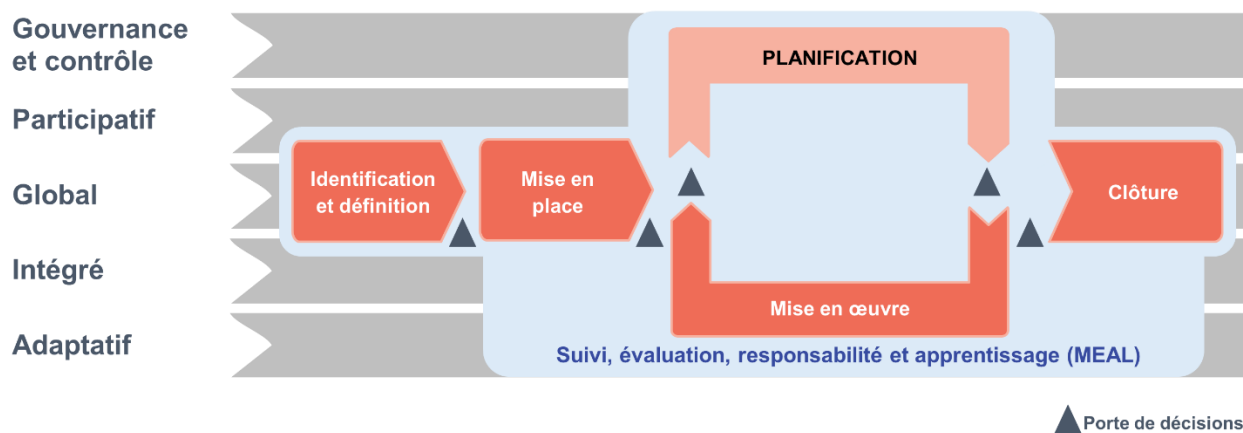 Gouvernance
et contrôle
Participatif
Global
Intégré
Adaptatif
PLANIFICATION
Identification
et définition
Mise en
place
Clôture
Mise en œuvre
Suivi, évaluation, responsabilité et apprentissage (MEAL)
Porte de décisions